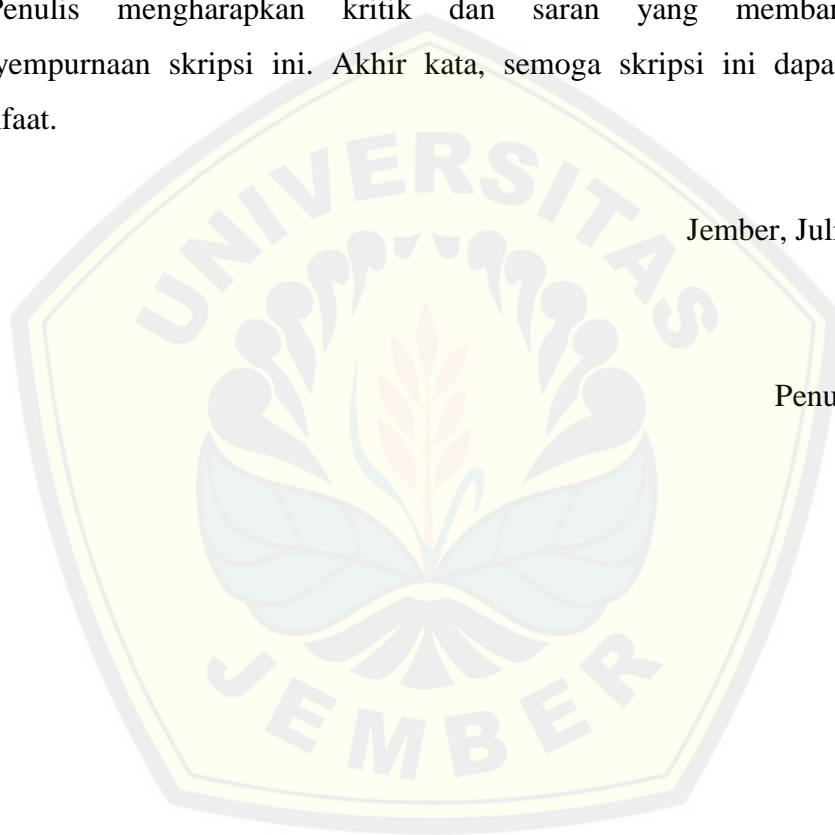 Penulis mengharapkan kritik dan saran yang memban
yempurnaan skripsi ini. Akhir kata, semoga skripsi ini dapa
faat.
Jember, Juli
Penu
UNIVERSITAS
JEMBER